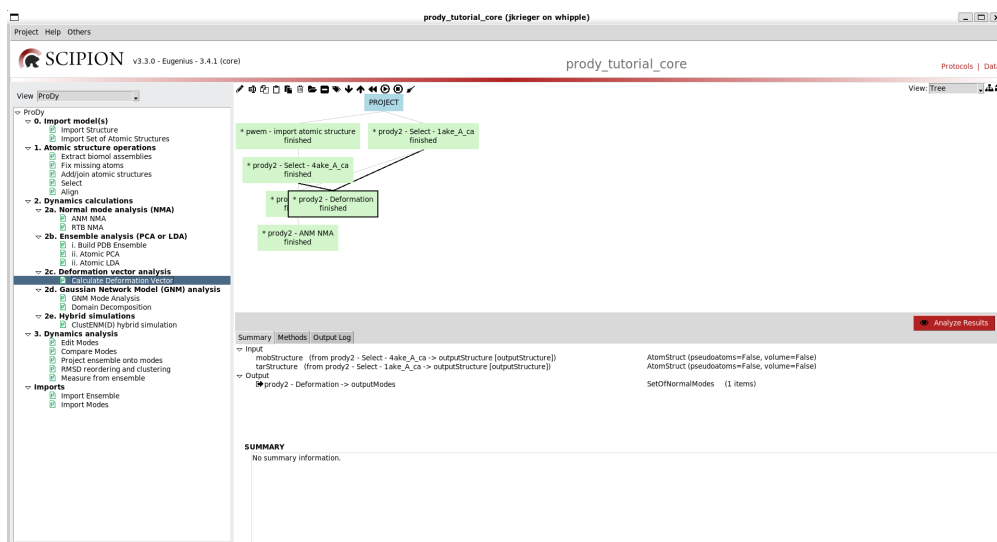 prody_tutorial_core (jkrieger on whipple)
Project Help Others
SCIPION v3.3.0 - Eugenius - 3.4.1 (core)
prody_tutorial_core
Protocols | Dat
View ProDy
View: Tree
ProDy
0. Import model(s)
Import Structure
Import Set of Atomic Structures
1. Atomic structure operations
Extract biomol assemblies
Fix missing atoms
Add/join atomic structures
Select
Align
2. Dynamics calculations
2a. Normal mode analysis (NMA)
ANM NMA
RTB NMA
2b. Ensemble analysis (PCA or LDA)
i. Build PDB Ensemble
ii. Atomic PCA
ii. Atomic LDA
2c. Deformation vector analysis
Calculate Deformation Vector
2d. Gaussian Network Model (GNM) analysis
GNM Mode Analysis
Domain Decomposition
2e. Hybrid simulations
ClustENM(D) hybrid simulation
3. Dynamics analysis
Edit Modes
Compare Modes
Project ensemble onto modes
RMSD reordering and clustering
Measure from ensemble
Imports
Import Ensemble
Import Modes
PROJECT
* pwem - import atomic structure
finished
* prody2 - Select - 1ake_A_ca
finished
* prody2 - Select - 4ake_A_ca
finished
* pro
fi
* prody2 - Deformation
finished
* prody2 - ANM NMA
finished
Analyze Results
Summary Methods Output Log
Input
mobStructure (from prody2 - Select - 4ake_A_ca -> outputStructure [outputStructure]) AtomStruct (pseudoatoms=False, volume=False)
tarStructure (from prody2 - Select - 1ake_A_ca -> outputStructure [outputStructure]) AtomStruct (pseudoatoms=False, volume=False)
Output
prody2 - Deformation -> outputModes SetOfNormalModes (1 items)
SUMMARY
No summary information.